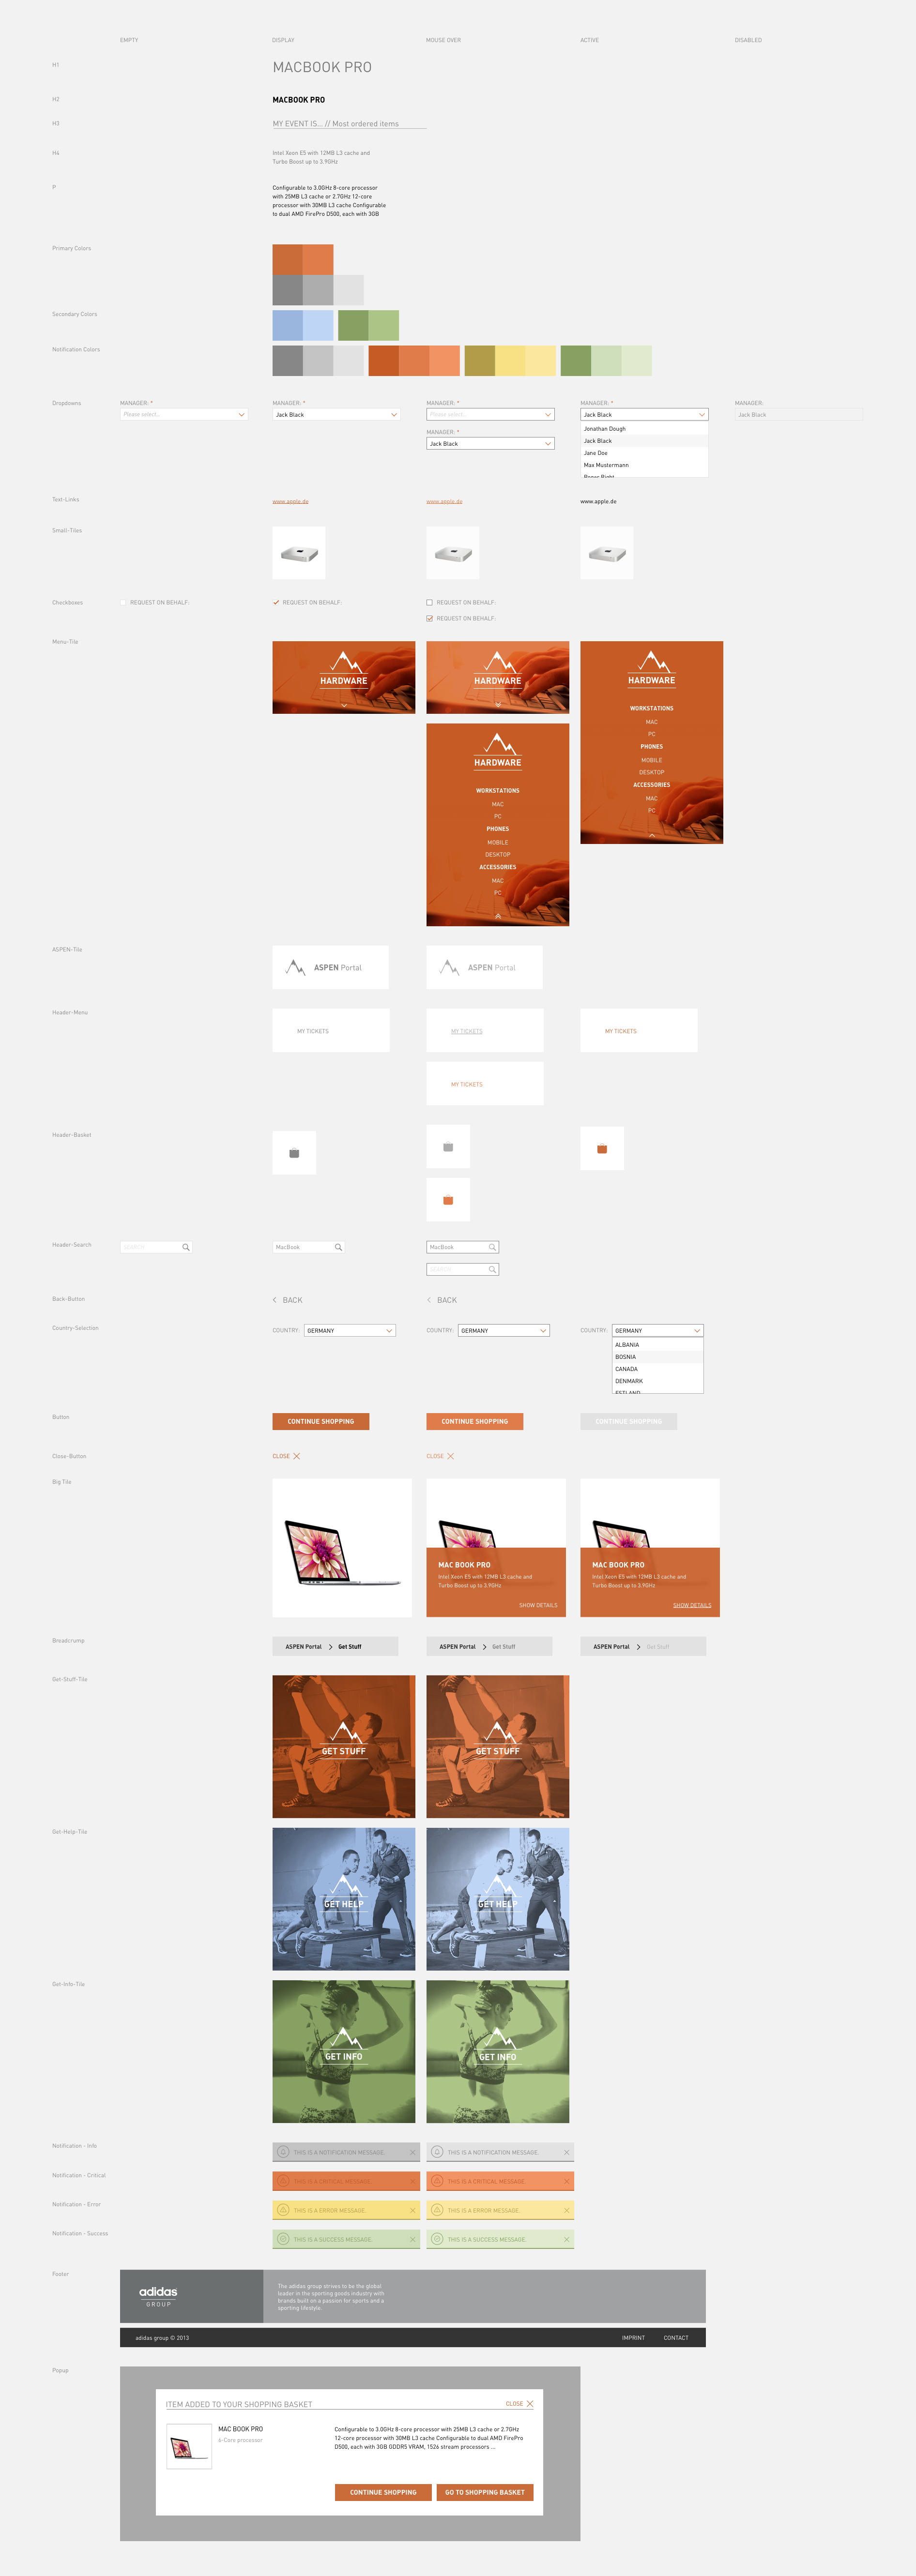 EMPTY DISPLAY MOUSE OVER ACTIVE DISABLED
H1 MACBOOK PRO
H2 MACBOOK PRO
H3 MY EVENT IS... // Most ordered items
H4 Intel Xeon E5 with 12MB L3 cache and
Turbo Boost up to 3.9GHz
P Configurable to 3.0GHz 8-core processor
with 25MB L3 cache or 2.7GHz 12-core
processor with 30MB L3 cache Configurable
to dual AMD FirePro D500, each with 3GB
Primary Colors
Secondary Colors
Notification Colors
Dropdowns MANAGER: * MANAGER: * MANAGER: * MANAGER: * MANAGER:
Please select... Jack Black Please select... Jack Black Jack Black
MANAGER: * Jonathan Dough
Jack Black Jack Black
Jane Doe
Max Mustermann
Roger Right
Text-Links www.apple.de www.apple.de www.apple.de
Small-Tiles
Checkboxes REQUEST ON BEHALF: REQUEST ON BEHALF: REQUEST ON BEHALF:
REQUEST ON BEHALF:
Menu-Tile
HARDWARE HARDWARE HARDWARE
WORKSTATIONS
MAC
PC
PHONES
MOBILE
DESKTOP
ACCESSORIES
MAC
PC
HARDWARE
WORKSTATIONS
MAC
PC
PHONES
MOBILE
DESKTOP
ACCESSORIES
MAC
PC
ASPEN-Tile
ASPEN Portal ASPEN Portal
Header-Menu
MY TICKETS MY TICKETS MY TICKETS
MY TICKETS
Header-Basket
Header-Search SEARCH MacBook MacBook
SEARCH
Back-Button BACK BACK
Country-Selection COUNTRY: GERMANY COUNTRY: GERMANY COUNTRY: GERMANY
ALBANIA
BOSNIA
CANADA
DENMARK
ESTLAND
Button CONTINUE SHOPPING CONTINUE SHOPPING CONTINUE SHOPPING
Close-Button CLOSE CLOSE
Big Tile
MAC BOOK PRO MAC BOOK PRO
Intel Xeon E5 with 12MB L3 cache and Intel Xeon E5 with 12MB L3 cache and
Turbo Boost up to 3.9GHz Turbo Boost up to 3.9GHz
SHOW DETAILS SHOW DETAILS
Breadcrump ASPEN Portal Get Stuff ASPEN Portal Get Stuff ASPEN Portal Get Stuff
Get-Stuff-Tile
GET STUFF GET STUFF
Get-Help-Tile
GET HELP GET HELP
Get-Info-Tile
GET INFO GET INFO
Notification - Info THIS IS A NOTIFICATION MESSAGE. THIS IS A NOTIFICATION MESSAGE.
Notification - Critical THIS IS A CRITICAL MESSAGE. THIS IS A CRITICAL MESSAGE.
Notification - Error THIS IS A ERROR MESSAGE. THIS IS A ERROR MESSAGE.
Notification - Success THIS IS A SUCCESS MESSAGE. THIS IS A SUCCESS MESSAGE.
Footer
adidas
GROUP
The adidas group strives to be the global
leader in the sporting goods industry with
brands built on a passion for sports and a
sporting lifestyle.
adidas group © 2013 IMPRINT CONTACT
Popup
ITEM ADDED TO YOUR SHOPPING BASKET CLOSE
MAC BOOK PRO
6-Core processor
Configurable to 3.0GHz 8-core processor with 25MB L3 cache or 2.7GHz
12-core processor with 30MB L3 cache Configurable to dual AMD FirePro
D500, each with 3GB GDDR5 VRAM, 1526 stream processors ...
CONTINUE SHOPPING GO TO SHOPPING BASKET